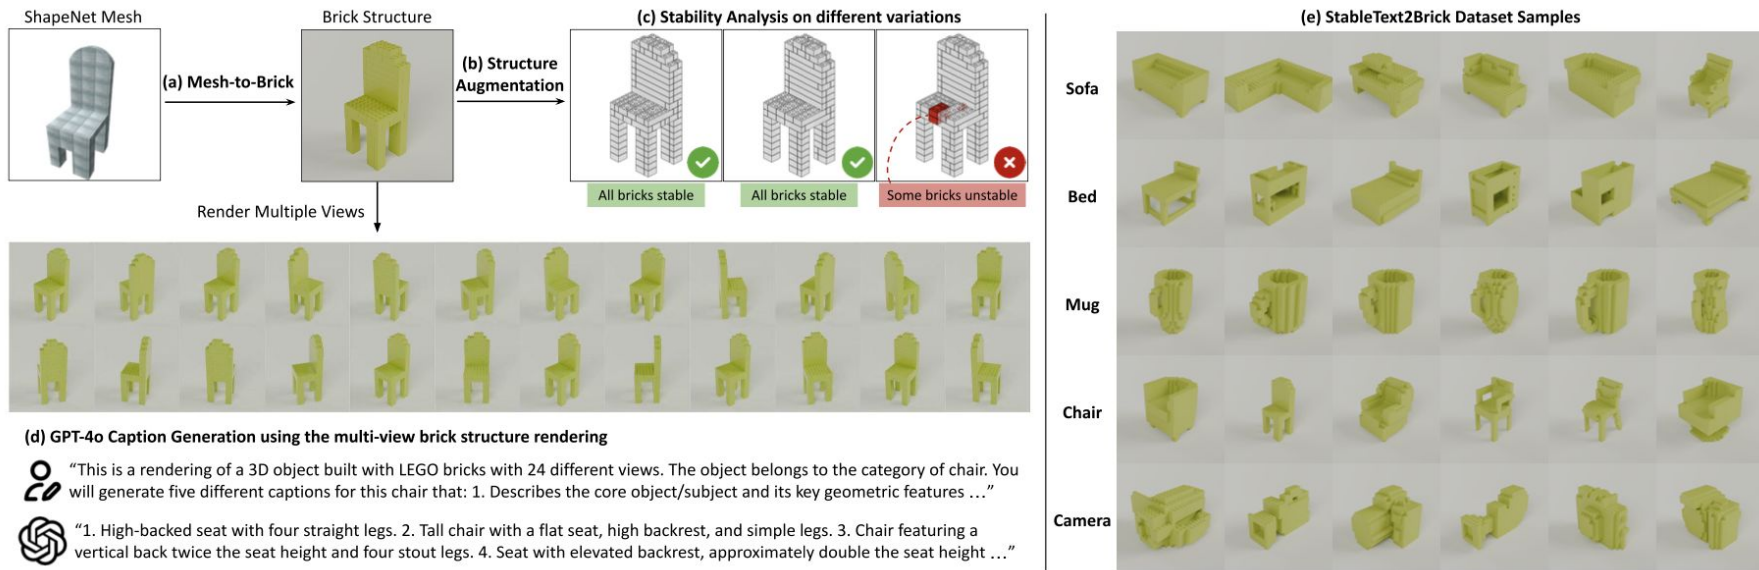 ShapeNet Mesh
Brick Structure
(c) Stability Analysis on different variations
(a) Mesh-to-Brick
(b) Structure
Augmentation
All bricks stable
All bricks stable
Some bricks unstable
Render Multiple Views
(d) GPT-4o Caption Generation using the multi-view brick structure rendering
“This is a rendering of a 3D object built with LEGO bricks with 24 different views. The object belongs to the category of chair. You
will generate five different captions for this chair that: 1. Describes the core object/subject and its key geometric features …”
“1. High-backed seat with four straight legs. 2. Tall chair with a flat seat, high backrest, and simple legs. 3. Chair featuring a
vertical back twice the seat height and four stout legs. 4. Seat with elevated backrest, approximately double the seat height …”
(e) StableText2Brick Dataset Samples
Sofa
Bed
Mug
Chair
Camera